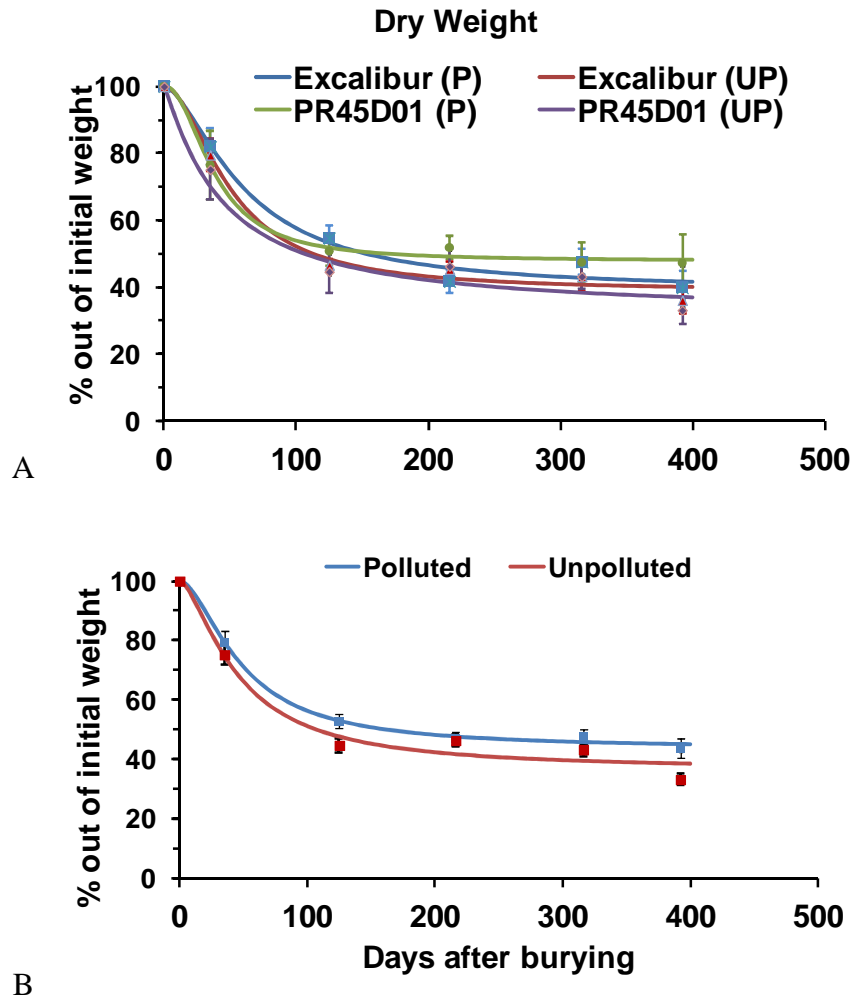 Dry Weight
Excalibur (P) Excalibur (UP)
PR45D01 (P) PR45D01 (UP)
% out of initial weight
100
80
60
40
20
0
0 100 200 300 400 500
A
Polluted Unpolluted
% out of initial weight
100
80
60
40
20
0
0 100 200 300 400 500
Days after burying
B